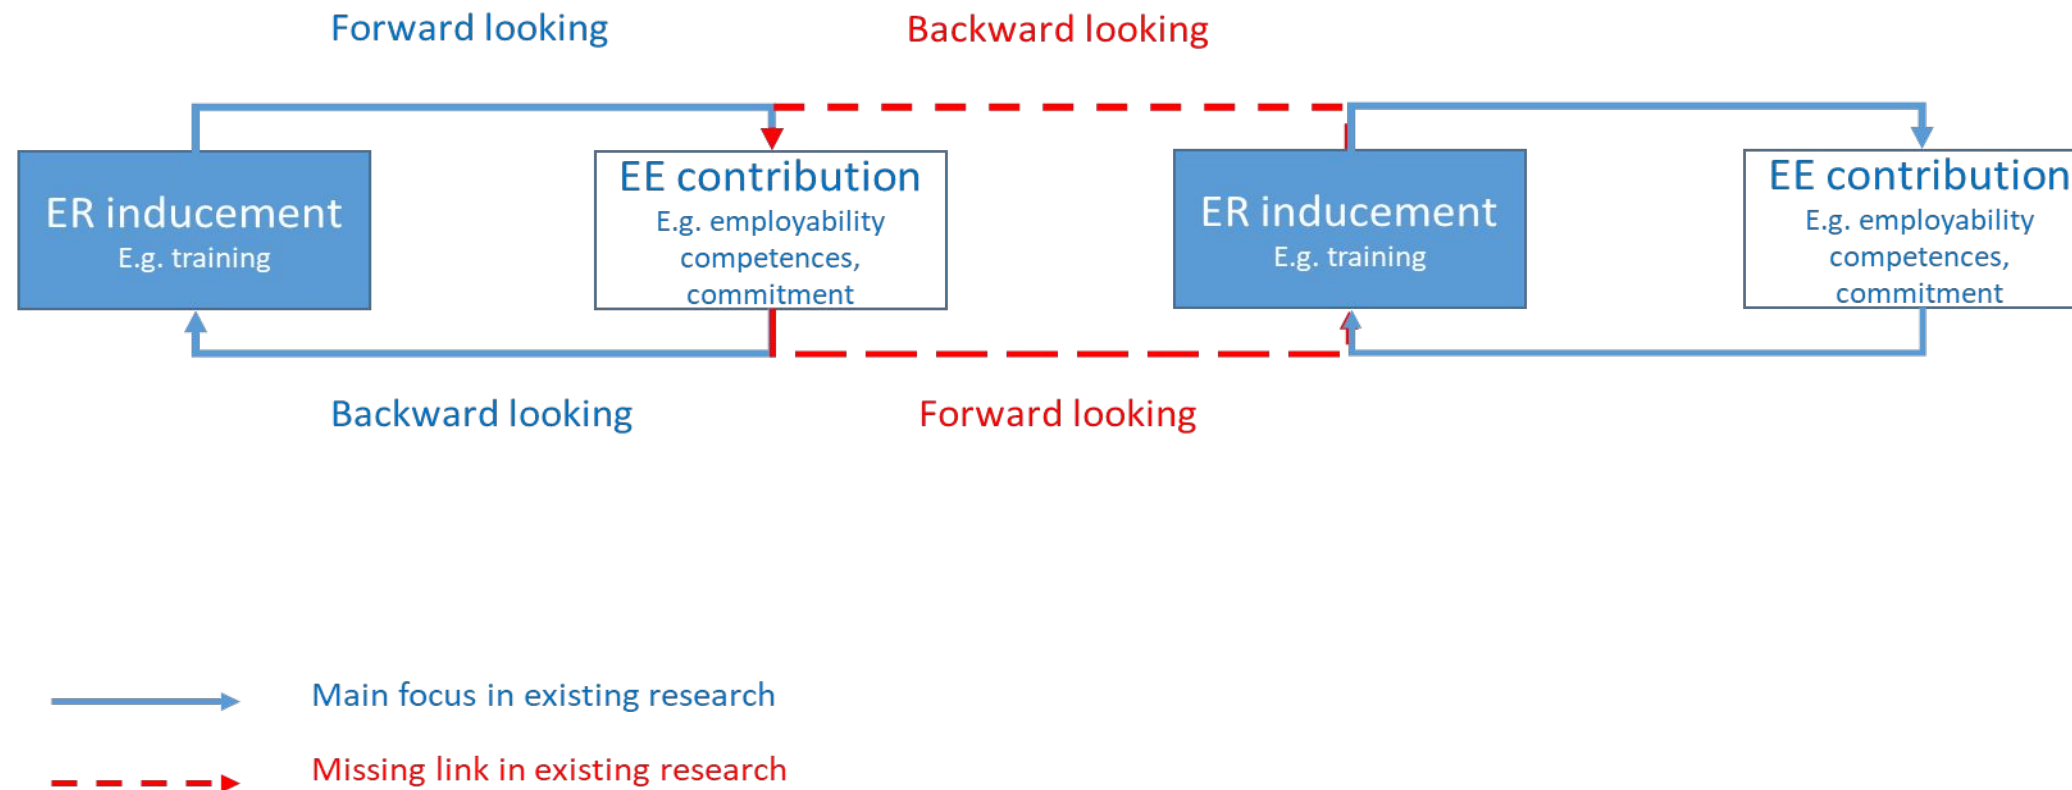 Forward looking
Backward looking
ER inducement
E.g. training
EE contribution
E.g. employability
competences,
commitment
ER inducement
E.g. training
EE contribution
E.g. employability
competences,
commitment
Backward looking
Forward looking
Main focus in existing research
Missing link in existing research